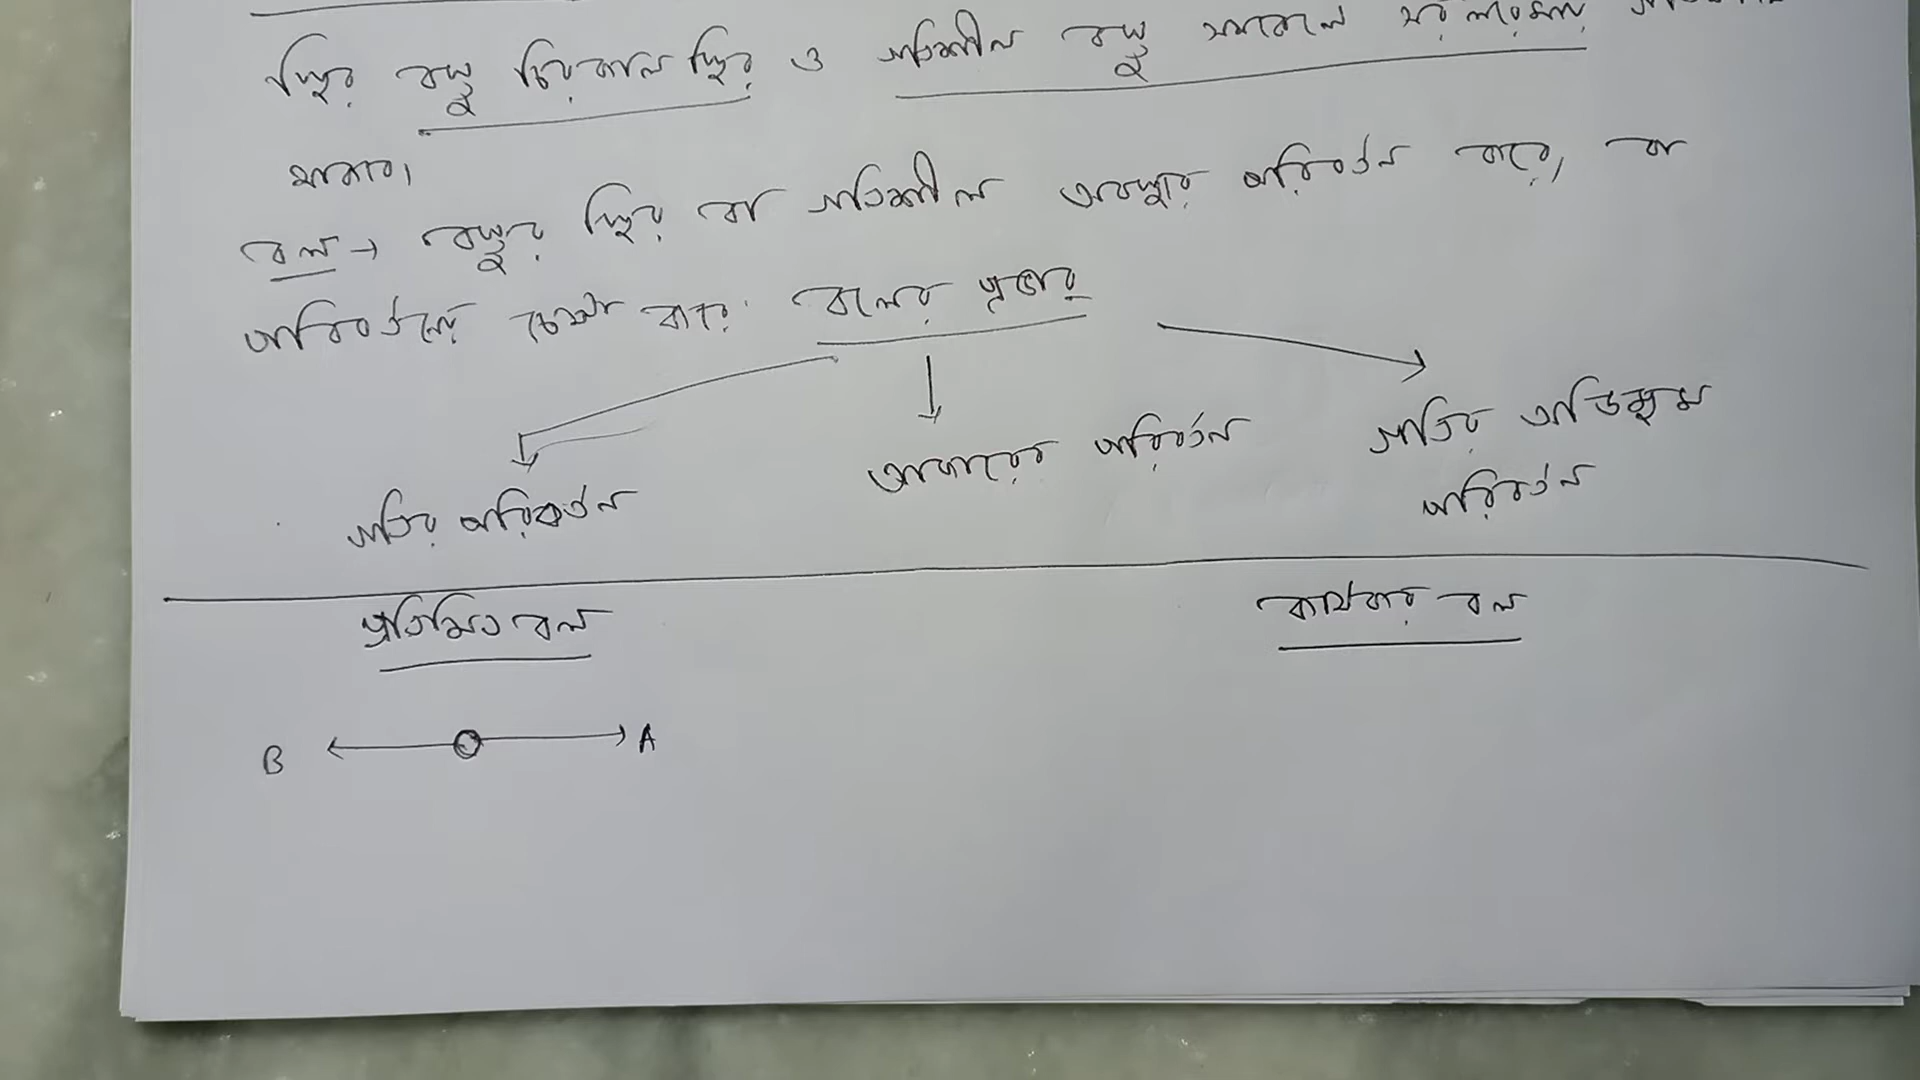 স্থির বস্তু চিরকাল স্থির ও গতিশীল বস্তু সমবেগে সরলরেখায়
থাকবে।
বল → বস্তুর স্থির বা গতিশীল অবস্থার পরিবর্তন করে, বা
পরিবর্তনের চেষ্টা করে। বলের প্রভাব
গতির পরিবর্তন
আকারের পরিবর্তন
গতির অভিমুখ
পরিবর্তন
প্রতিমিত বল
কার্যকর বল
B
A